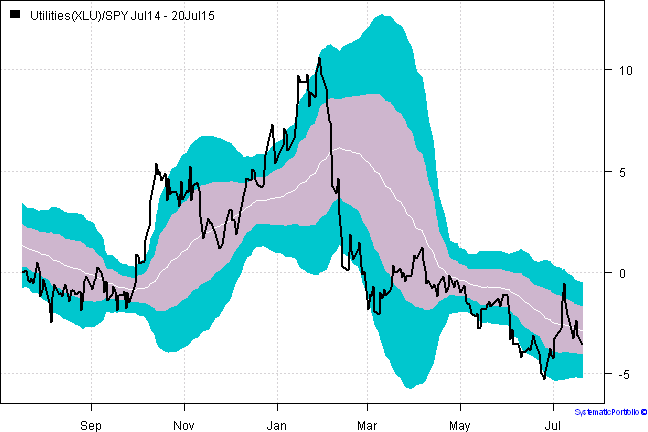 Utilities(XLU)/SPY Jul14 - 20Jul15
10
5
0
-5
Sep Nov Jan Mar May Jul
SystematicPortfolio ©